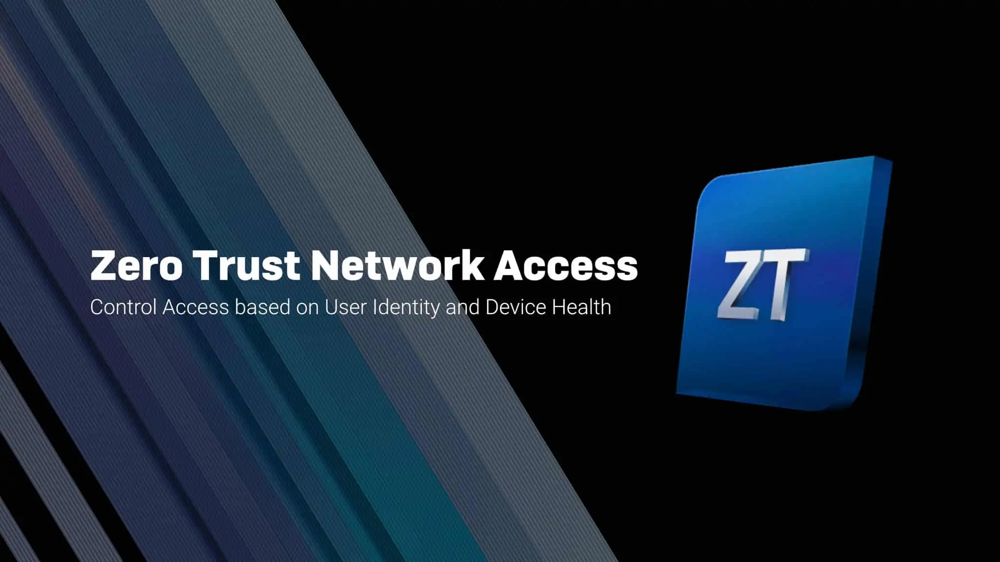 Zero Trust Network Access
Control Access based on User Identity and Device Health
ZT